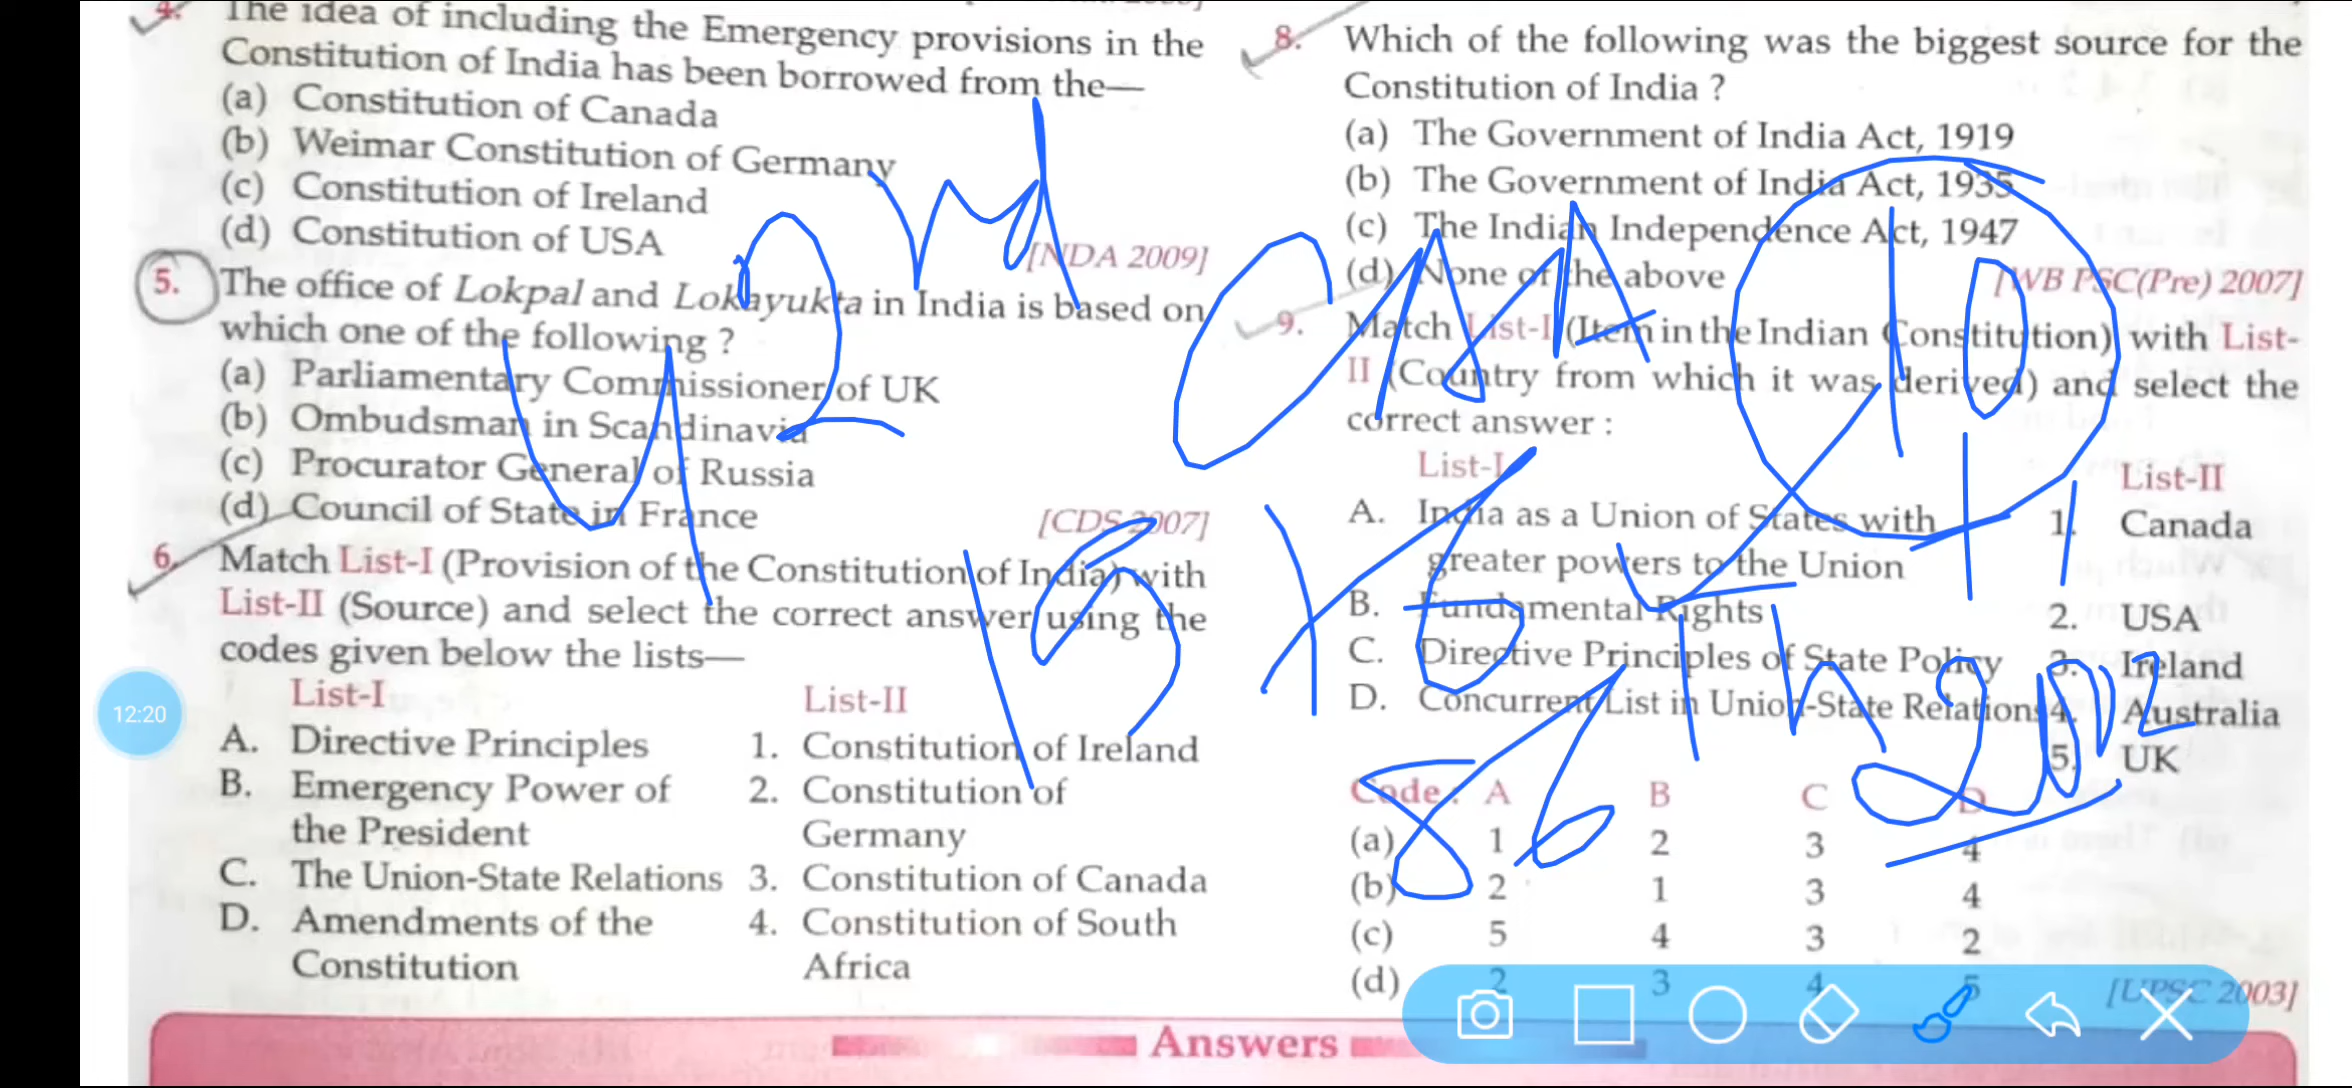 4. The idea of including the Emergency provisions in the
Constitution of India has been borrowed from the—
(a) Constitution of Canada
(b) Weimar Constitution of Germany
(c) Constitution of Ireland
(d) Constitution of USA
[NDA 2009]
5. The office of Lokpal and Lokayukta in India is based on
which one of the following ?
(a) Parliamentary Commissioner of UK
(b) Ombudsman in Scandinavia
(c) Procurator General of Russia
(d) Council of State in France
[CDS 2007]
6. Match List-I (Provision of the Constitution of India) with
List-II (Source) and select the correct answer using the
codes given below the lists—
List-I List-II
A. Directive Principles 1. Constitution of Ireland
B. Emergency Power of 2. Constitution of
the President Germany
C. The Union-State Relations 3. Constitution of Canada
D. Amendments of the 4. Constitution of South
Constitution Africa
12:20
8. Which of the following was the biggest source for the
Constitution of India ?
(a) The Government of India Act, 1919
(b) The Government of India Act, 1935
(c) The Indian Independence Act, 1947
(d) None of the above
[WB PSC(Pre) 2007]
9. Match List-I (Item in the Indian Constitution) with List-
II (Country from which it was derived) and select the
correct answer :
List-I List-II
A. India as a Union of States with 1. Canada
greater powers to the Union
B. Fundamental Rights 2. USA
C. Directive Principles of State Policy 3. Ireland
D. Concurrent List in Union-State Relations 4. Australia
5. UK
Code : A B C D
(a) 1 2 3 4
(b) 2 1 3 4
(c) 5 4 3 2
(d) 2 3 4 5
[UPSC 2003]
Answers